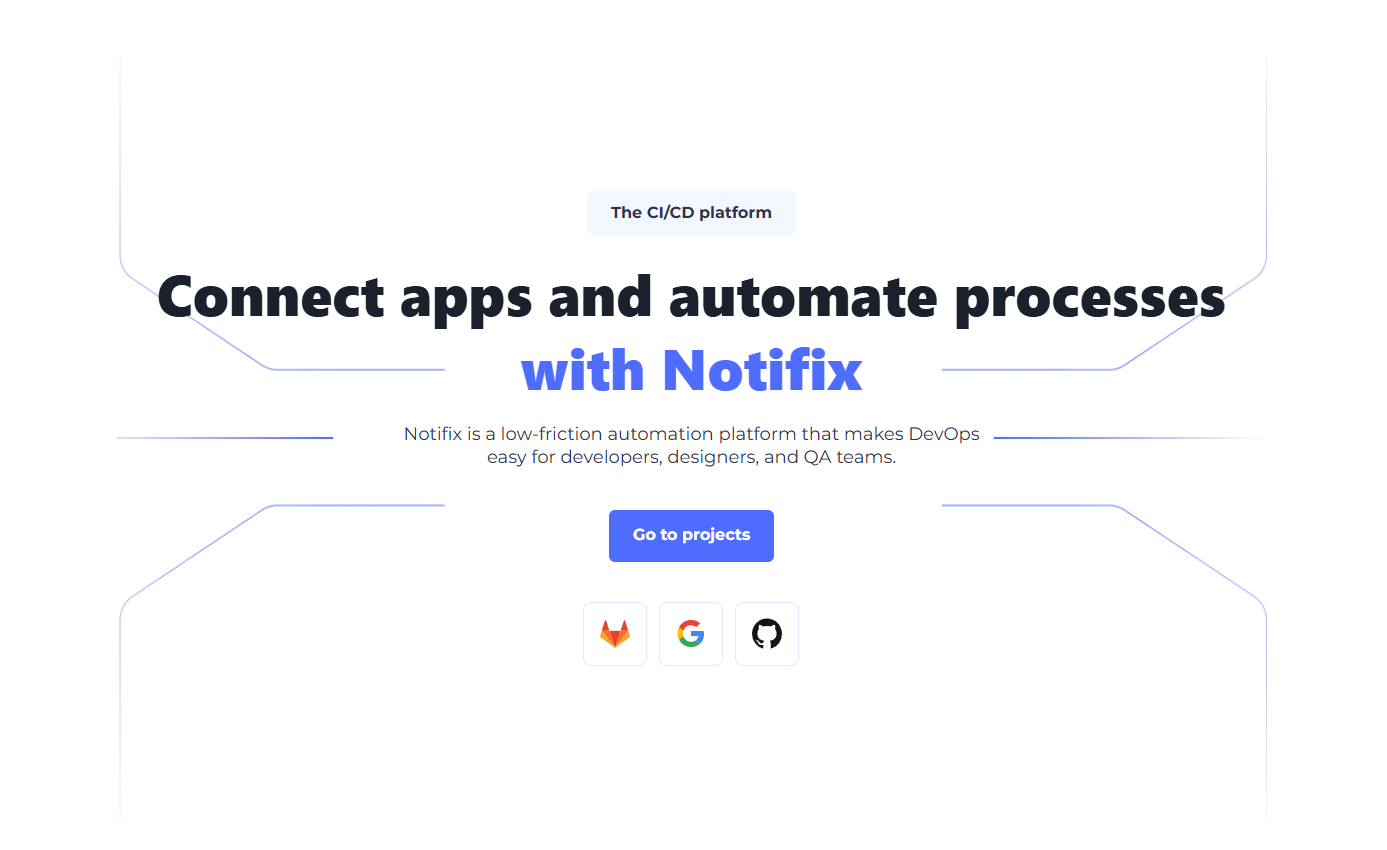 The CI/CD platform
Connect apps and automate processes
with Notifix
Notifix is a low-friction automation platform that makes DevOps
easy for developers, designers, and QA teams.
Go to projects